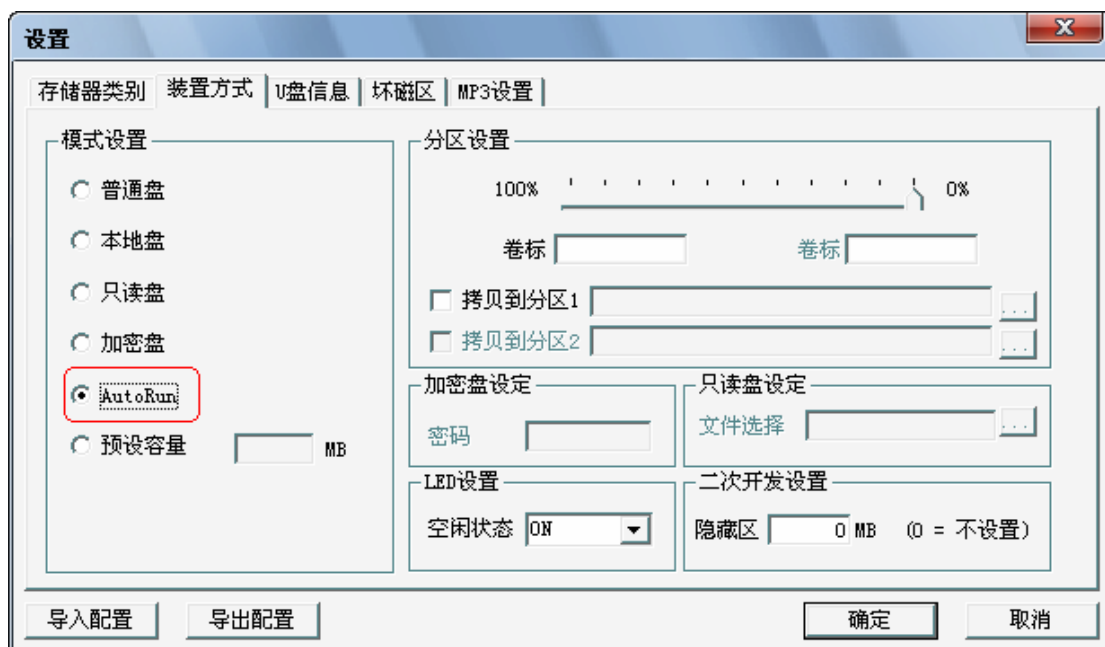 设置
存储器类别 装置方式 U盘信息 坏磁区 MP3设置
模式设置
普通盘
本地盘
只读盘
加密盘
AutoRun
预设容量 MB
分区设置
100% 0%
卷标 卷标
拷贝到分区1 ...
拷贝到分区2 ...
加密盘设定
密码
只读盘设定
文件选择 ...
LED设置
空闲状态 ON
二次开发设置
隐藏区 0 MB (0 = 不设置)
导入配置 导出配置 确定 取消